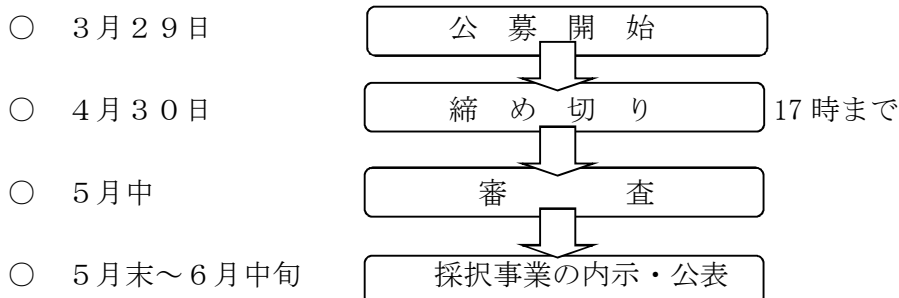 ○ ３月２９日 公 募 開 始
○ ４月３０日 締 め 切 り 17 時まで
○ ５月中 審 査
○ ５月末～６月中旬 採択事業の内示・公表